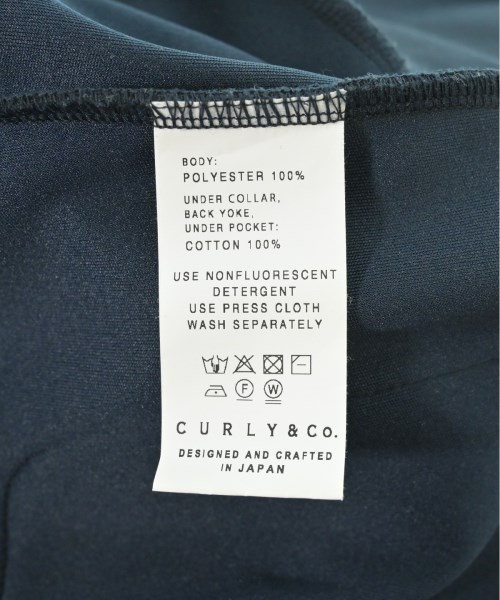 BODY:
POLYESTER 100%
UNDER COLLAR,
BACK YOKE,
UNDER POCKET:
COTTON 100%
USE NONFLUORESCENT
DETERGENT
USE PRESS CLOTH
WASH SEPARATELY
F W
CURLY&Co.
DESIGNED AND CRAFTED
IN JAPAN